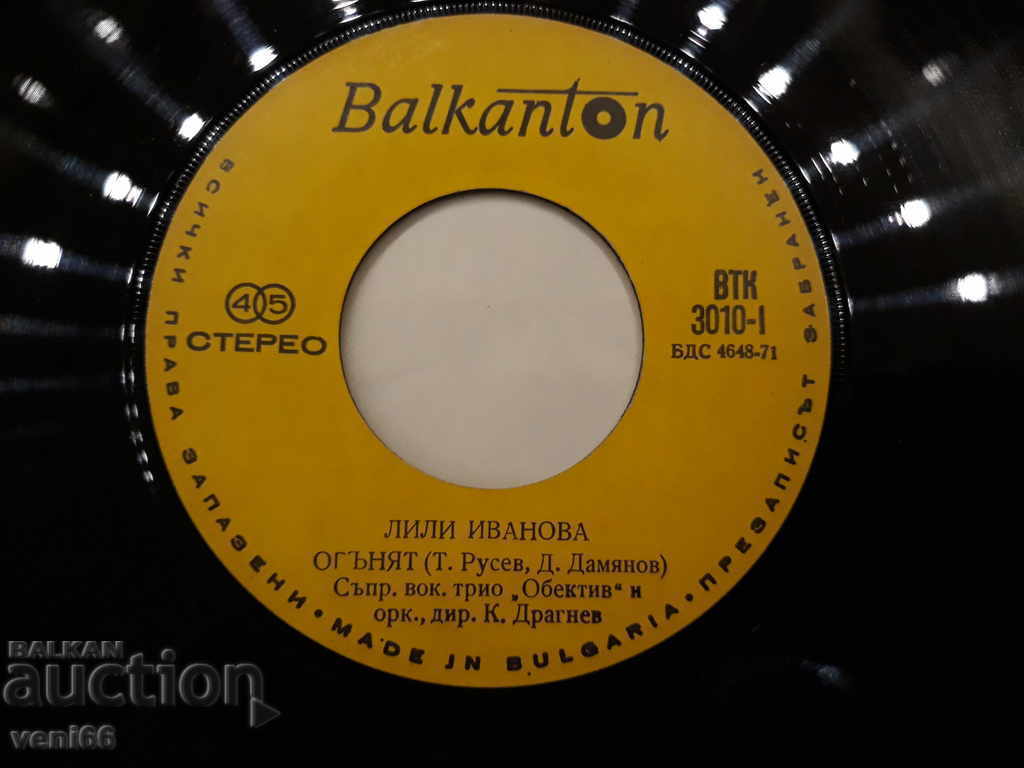 Balkanton
45
СТЕРЕО
ВТК
3010-I
БДС 4648-71
ЛИЛИ ИВАНОВА
ОГЪНЯТ (Т. Русев, Д. Дамянов)
Съпр. вок. трио „Обектив“ и
орк., дир. К. Драгнев
ВСИЧКИ ПРАВА ЗАПАЗЕНИ • MADE IN BULGARIA • ПРЕЗАПИСЪТ ЗАБРАНЕН
BALKAN
auction
veni66